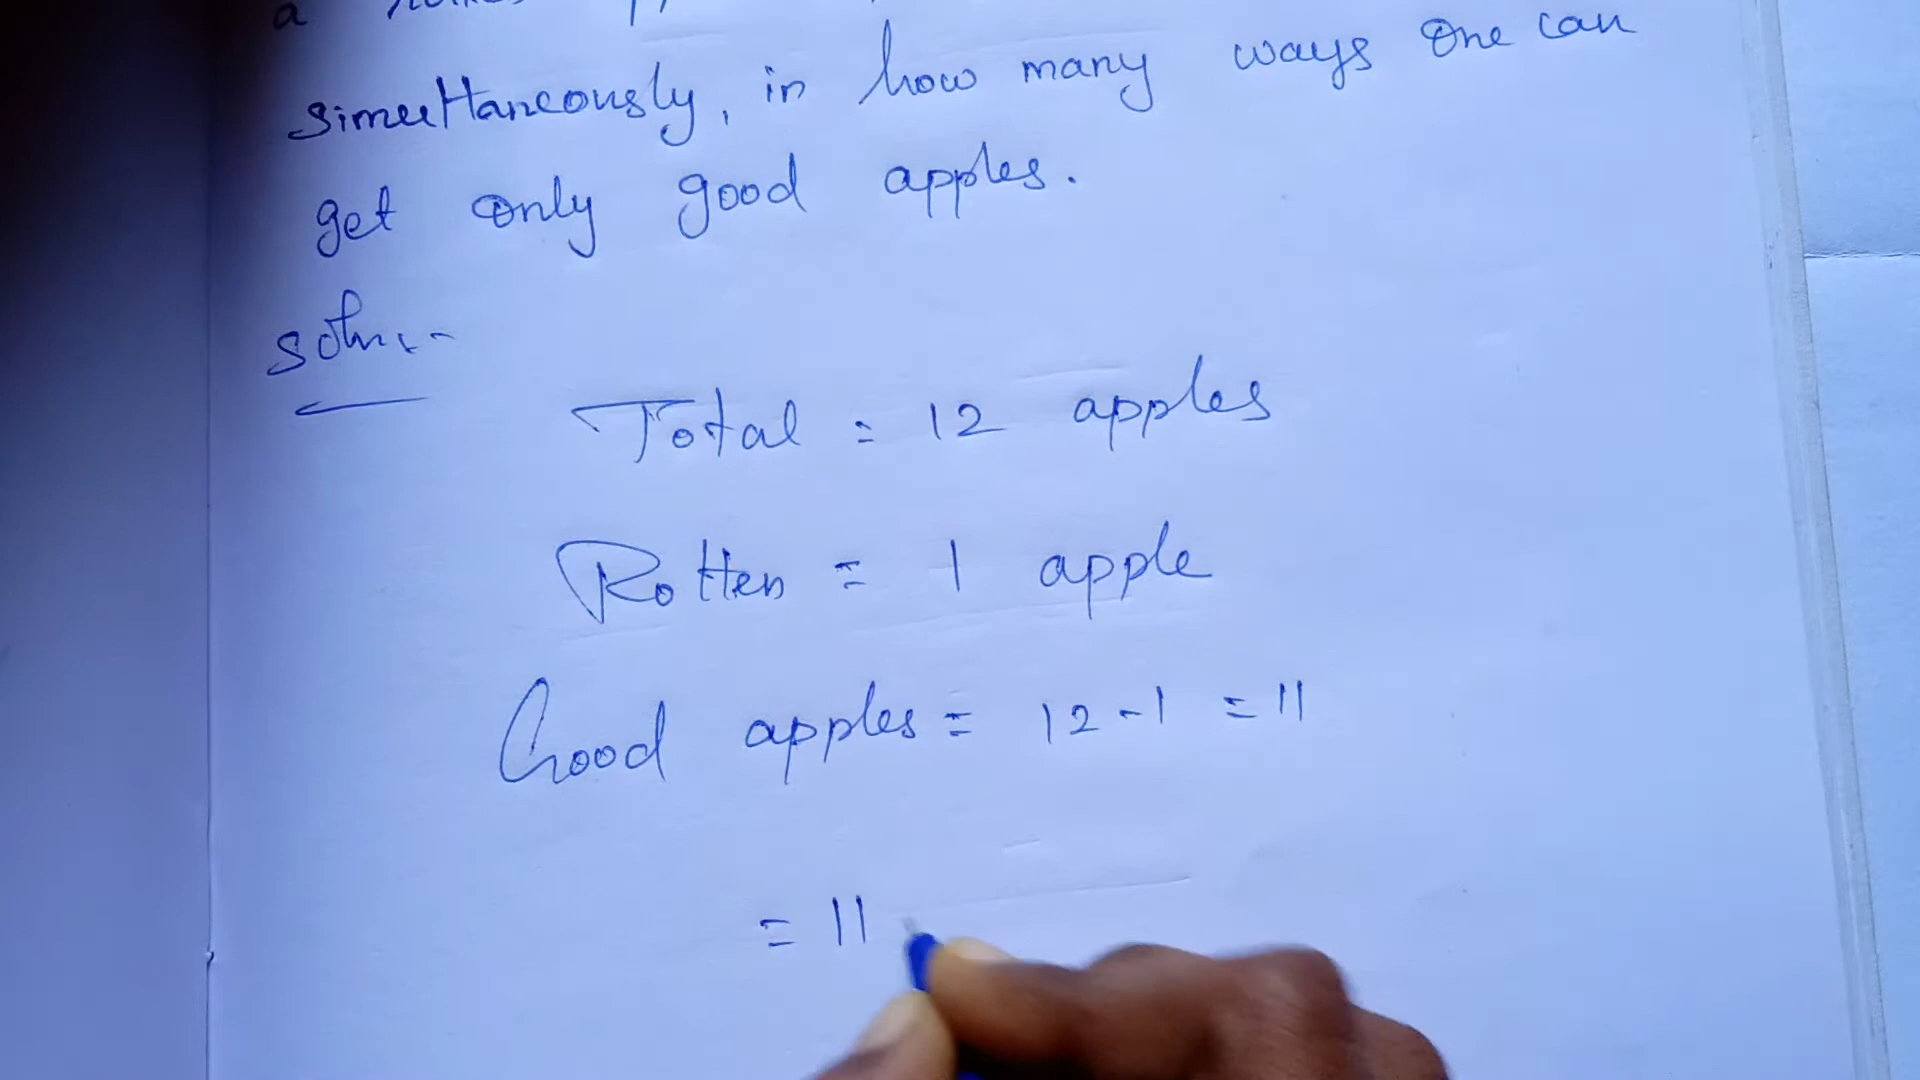 a
simultaneously, in how many ways one can
get only good apples.
soln:-
Total = 12 apples
Rotten = 1 apple
Good apples = 12-1 = 11
= 11